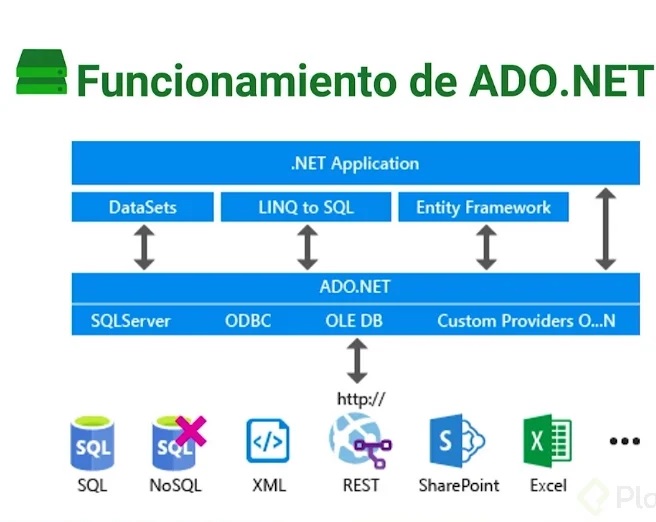 Funcionamiento de ADO.NET
.NET Application
DataSets LINQ to SQL Entity Framework
ADO.NET
SQLServer ODBC OLE DB Custom Providers O...N
http://
SQL SQL </> S X
SQL NoSQL XML REST SharePoint Excel